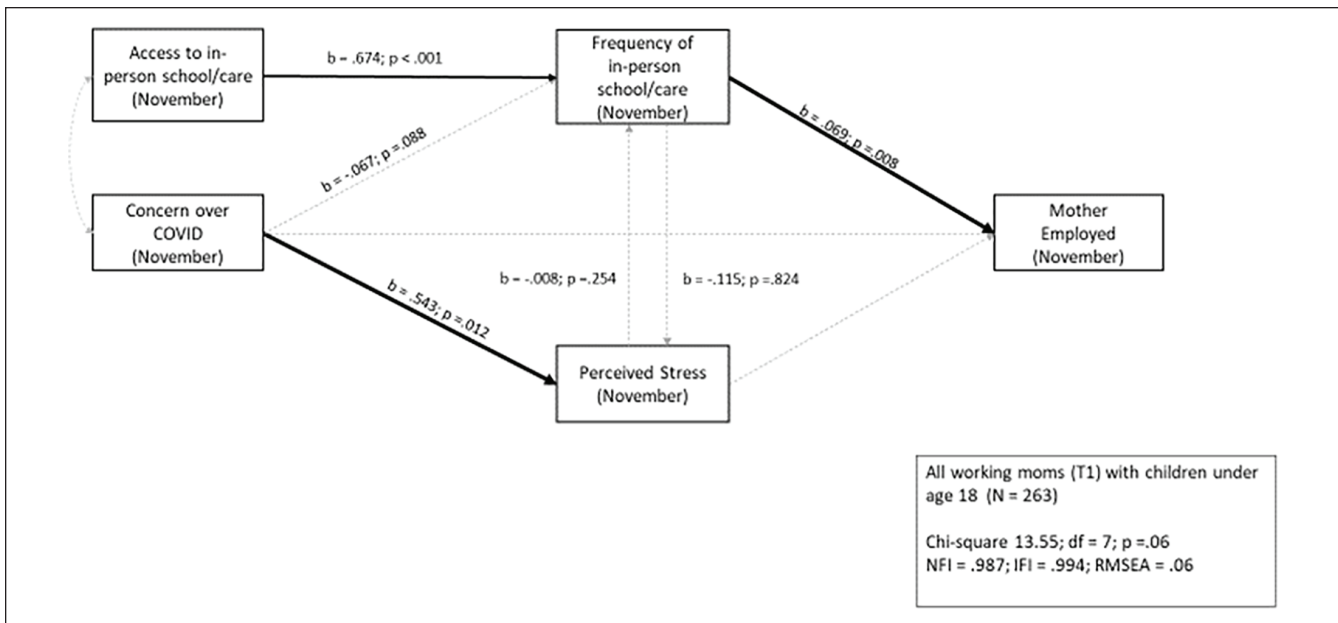 Access to in-
person school/care
(November)
b = .674; p < .001
Frequency of
in-person
school/care
(November)
b = -.067; p =.088
b = .069; p =.008
Concern over
COVID
(November)
Mother
Employed
(November)
b = -.008; p =.254
b = -.115; p =.824
b = .543; p =.012
Perceived Stress
(November)
All working moms (T1) with children under
age 18 (N = 263)
Chi-square 13.55; df = 7; p =.06
NFI = .987; IFI = .994; RMSEA = .06